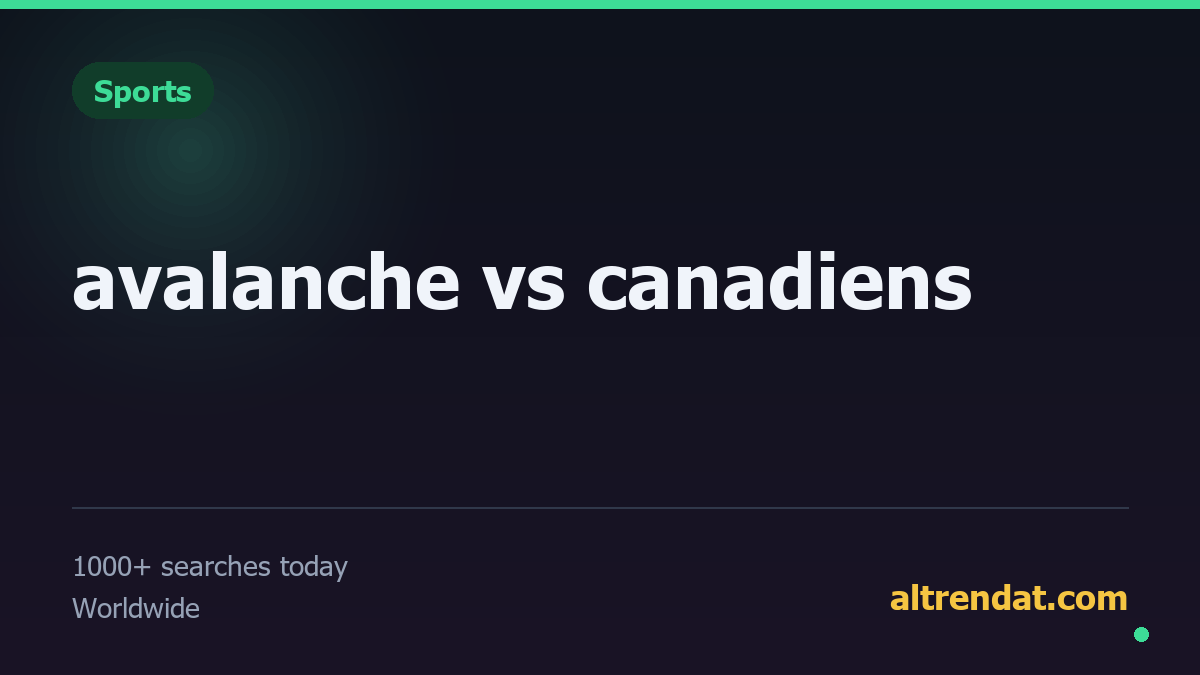 Sports
avalanche vs canadiens
1000+ searches today
Worldwide
altrendat.com